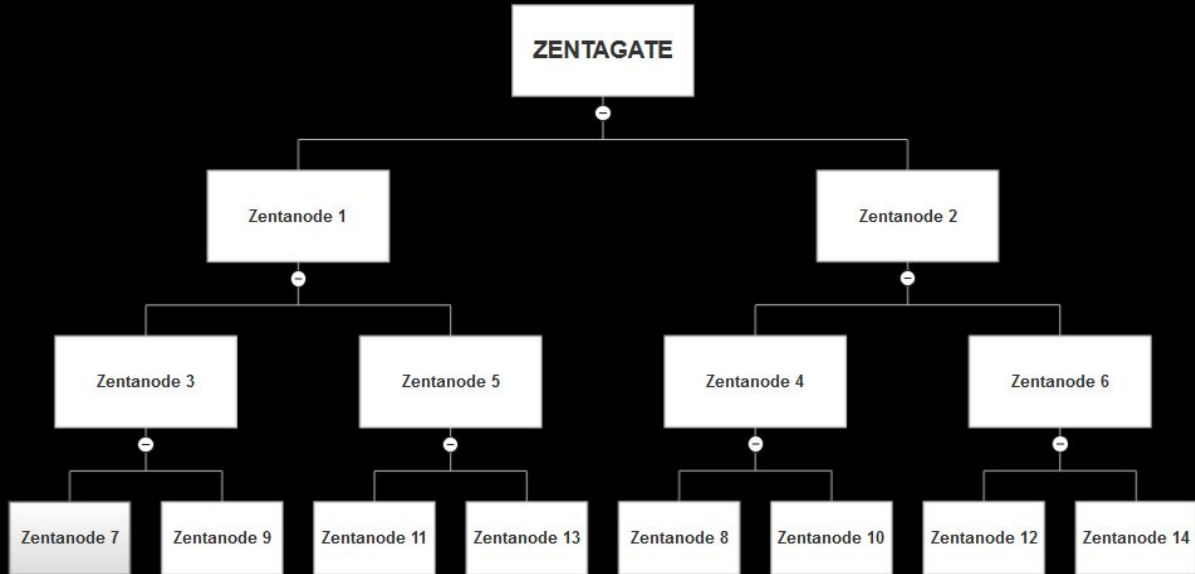 ZENTAGATE
Zentanode 1
Zentanode 2
Zentanode 3
Zentanode 5
Zentanode 4
Zentanode 6
Zentanode 7
Zentanode 9
Zentanode 11
Zentanode 13
Zentanode 8
Zentanode 10
Zentanode 12
Zentanode 14